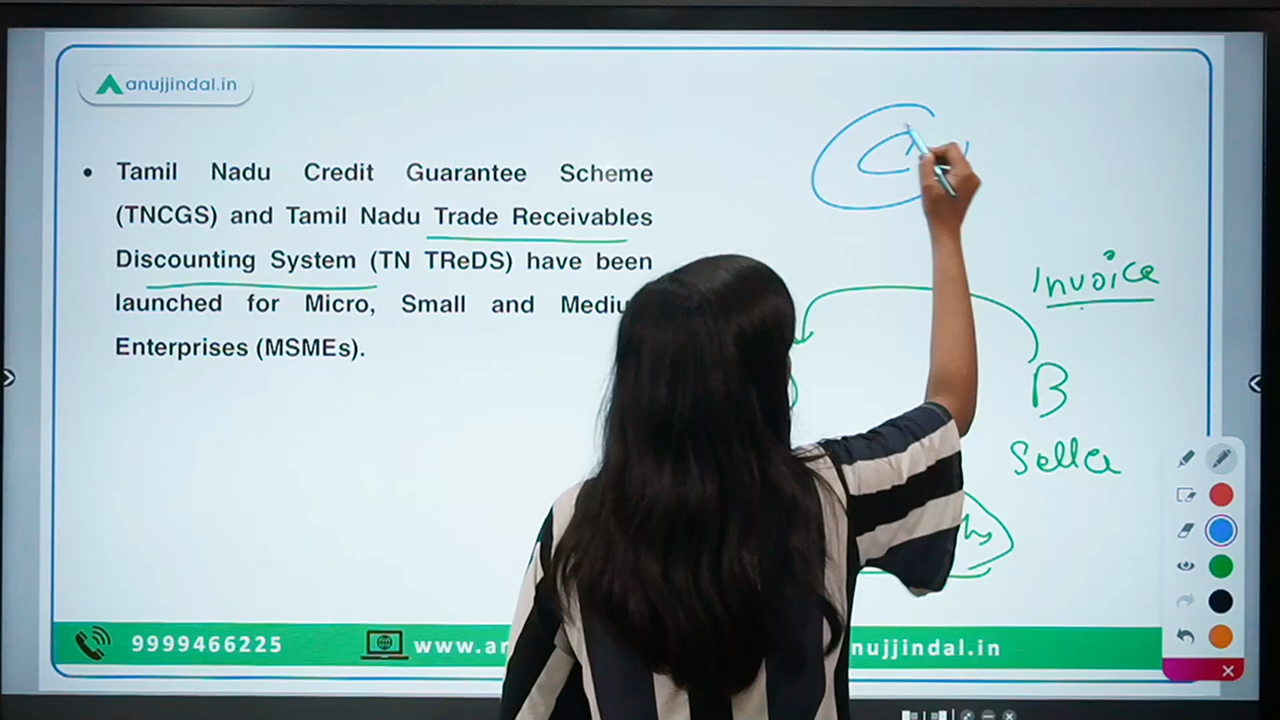 anujjindal.in
• Tamil Nadu Credit Guarantee Scheme
(TNCGS) and Tamil Nadu Trade Receivables
Discounting System (TN TReDS) have been
launched for Micro, Small and Mediu
Enterprises (MSMEs).
Invoice
B
Seller
9999466225
www.an
nujjindal.in